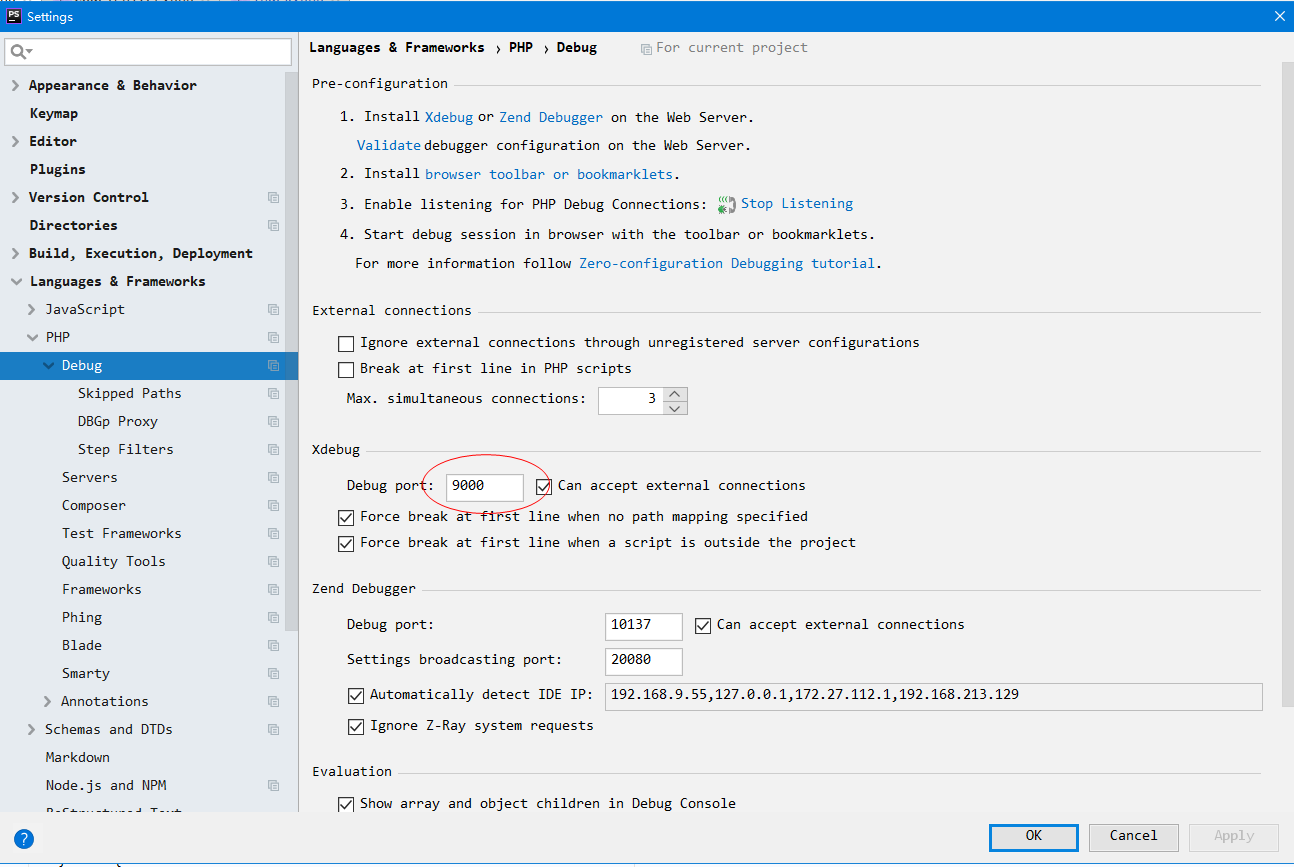 PS Settings
Appearance & Behavior
Keymap
Editor
Plugins
Version Control
Directories
Build, Execution, Deployment
Languages & Frameworks
JavaScript
PHP
Debug
Skipped Paths
DBGp Proxy
Step Filters
Servers
Composer
Test Frameworks
Quality Tools
Frameworks
Phing
Blade
Smarty
Annotations
Schemas and DTDs
Markdown
Node.js and NPM
ReStructured Text
Languages & Frameworks › PHP › Debug For current project
Pre-configuration
1. Install Xdebug or Zend Debugger on the Web Server.
Validate debugger configuration on the Web Server.
2. Install browser toolbar or bookmarklets.
3. Enable listening for PHP Debug Connections: Stop Listening
4. Start debug session in browser with the toolbar or bookmarklets.
For more information follow Zero-configuration Debugging tutorial.
External connections
Ignore external connections through unregistered server configurations
Break at first line in PHP scripts
Max. simultaneous connections: 3
Xdebug
Debug port: 9000 Can accept external connections
Force break at first line when no path mapping specified
Force break at first line when a script is outside the project
Zend Debugger
Debug port: 10137 Can accept external connections
Settings broadcasting port: 20080
Automatically detect IDE IP: 192.168.9.55,127.0.0.1,172.27.112.1,192.168.213.129
Ignore Z-Ray system requests
Evaluation
Show array and object children in Debug Console
?
OK Cancel Apply